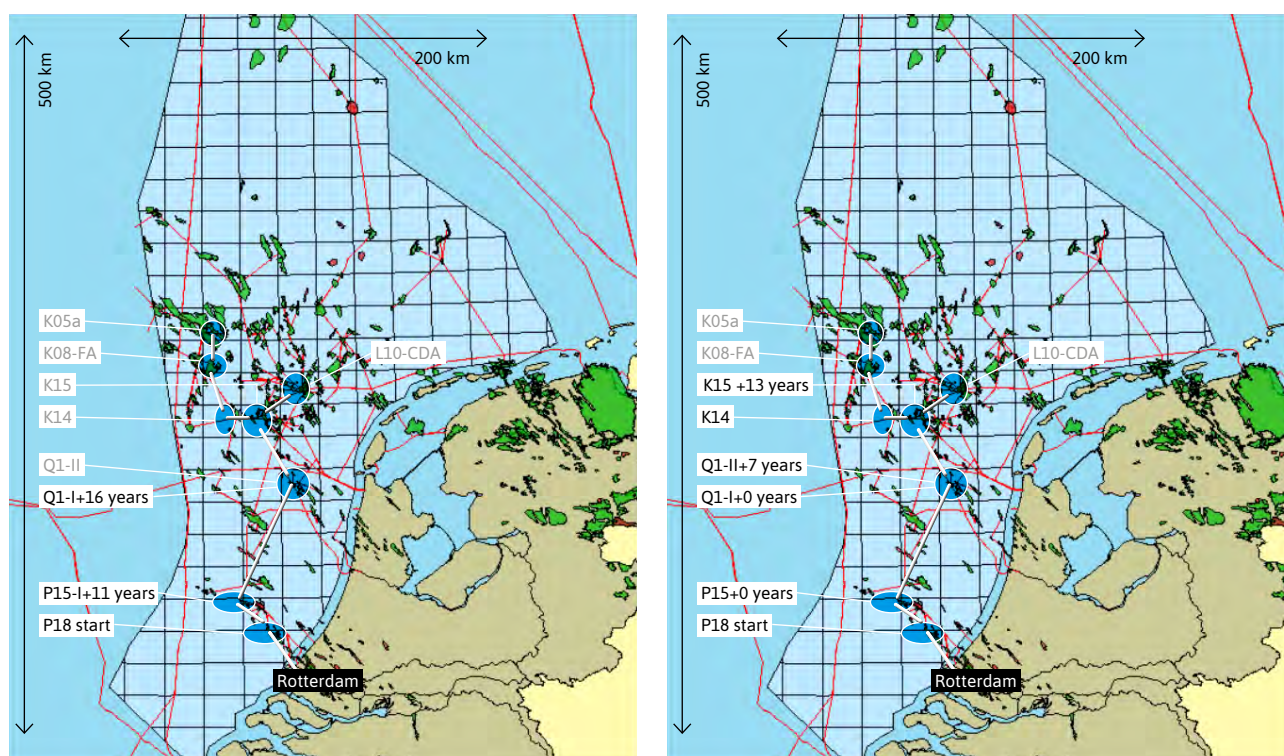 500 km
200 km
K05a
K08-FA
L10-CDA
K15
K14
Q1-II
Q1-I+16 years
P15-I+11 years
P18 start
Rotterdam
500 km
200 km
K05a
K08-FA
L10-CDA
K15 +13 years
K14
Q1-II+7 years
Q1-I+0 years
P15+0 years
P18 start
Rotterdam